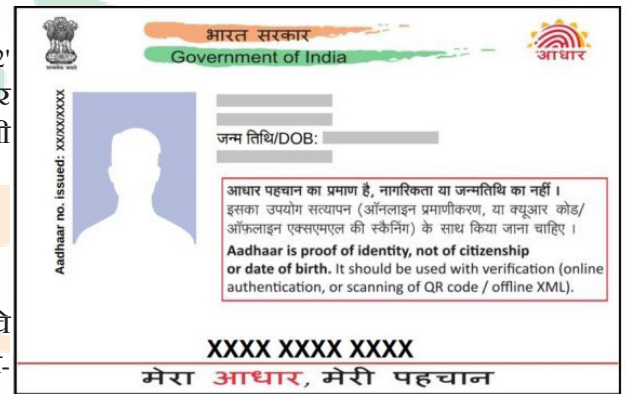 भारत सरकार
Government of India
आधार
2'
र
ी
Aadhaar no. issued: XX/XX/XXXX
जन्म तिथि/DOB:
आधार पहचान का प्रमाण है, नागरिकता या जन्मतिथि का नहीं ।
इसका उपयोग सत्यापन (ऑनलाइन प्रमाणीकरण, या क्यूआर कोड/
ऑफ़लाइन एक्सएमएल की स्कैनिंग) के साथ किया जाना चाहिए ।
Aadhaar is proof of identity, not of citizenship
or date of birth. It should be used with verification (online
authentication, or scanning of QR code / offline XML).
XXXX XXXX XXXX
मेरा आधार, मेरी पहचान